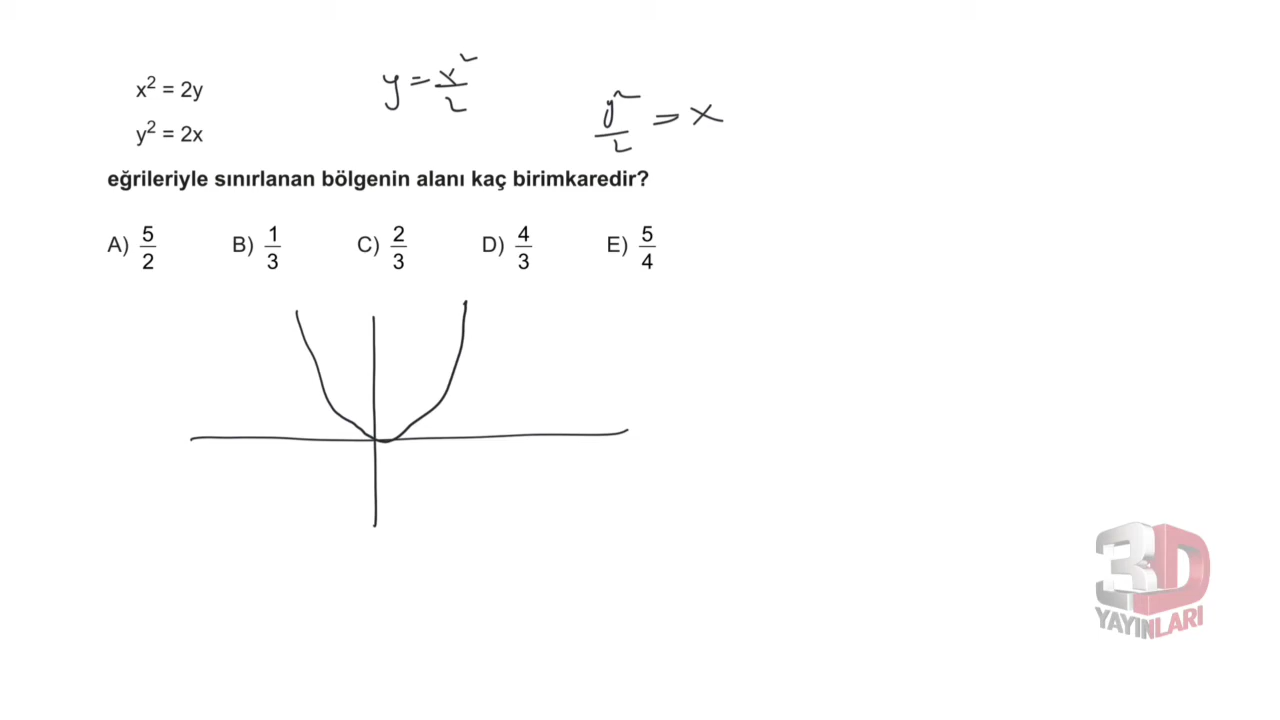 x² = 2y
y = x²/2
y²/2 = x
y² = 2x
eğrileriyle sınırlanan bölgenin alanı kaç birimkaredir?
A) 5/2 B) 1/3 C) 2/3 D) 4/3 E) 5/4
3D
YAYINLARI